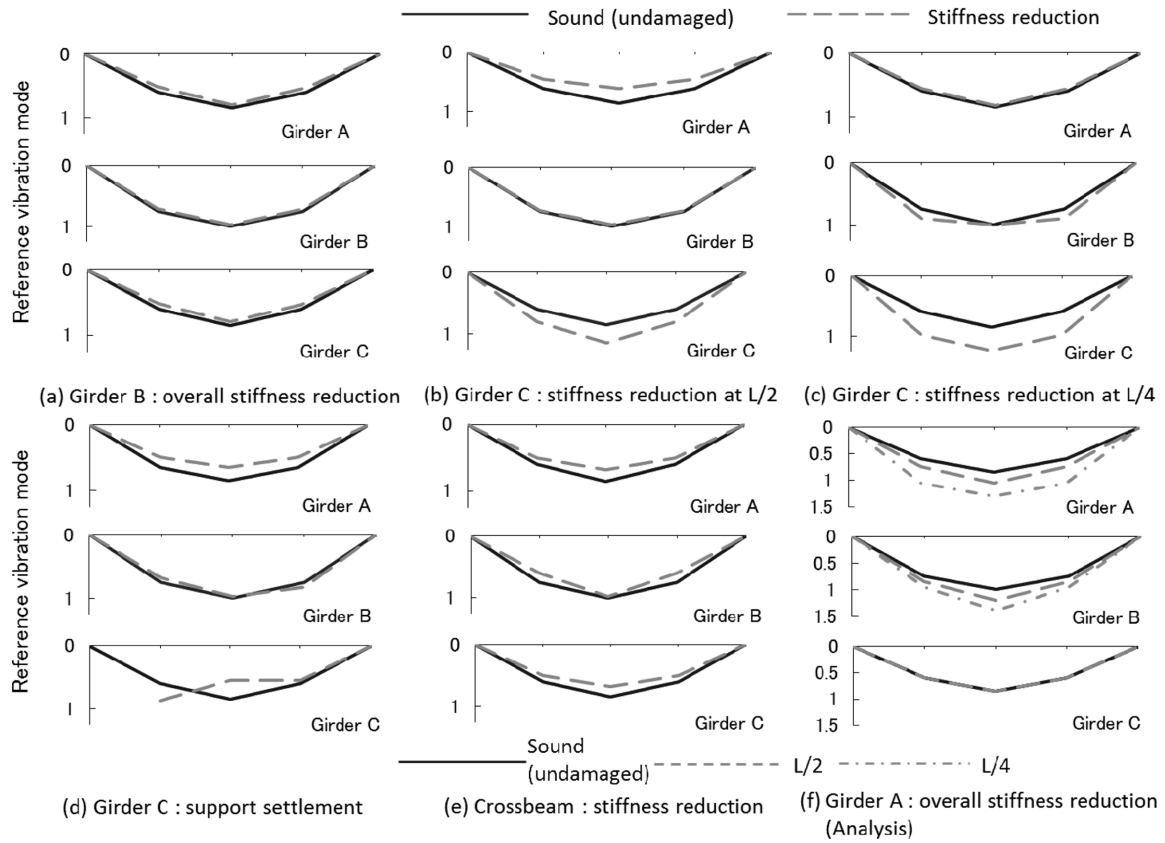 Sound (undamaged) Stiffness reduction
Reference vibration mode
0
1
Girder A
0
1
Girder B
0
1
Girder C
(a) Girder B : overall stiffness reduction
0
1
Girder A
0
1
Girder B
0
1
Girder C
(b) Girder C : stiffness reduction at L/2
0
1
Girder A
0
1
Girder B
0
1
Girder C
(c) Girder C : stiffness reduction at L/4
Reference vibration mode
0
1
Girder A
0
1
Girder B
0
1
Girder C
(d) Girder C : support settlement
0
1
Girder A
0
1
Girder B
0
1
Girder C
(e) Crossbeam : stiffness reduction
0
0.5
1
1.5
Girder A
0
0.5
1
1.5
Girder B
0
0.5
1
1.5
Girder C
Sound
(undamaged) L/2 L/4
(f) Girder A : overall stiffness reduction
(Analysis)